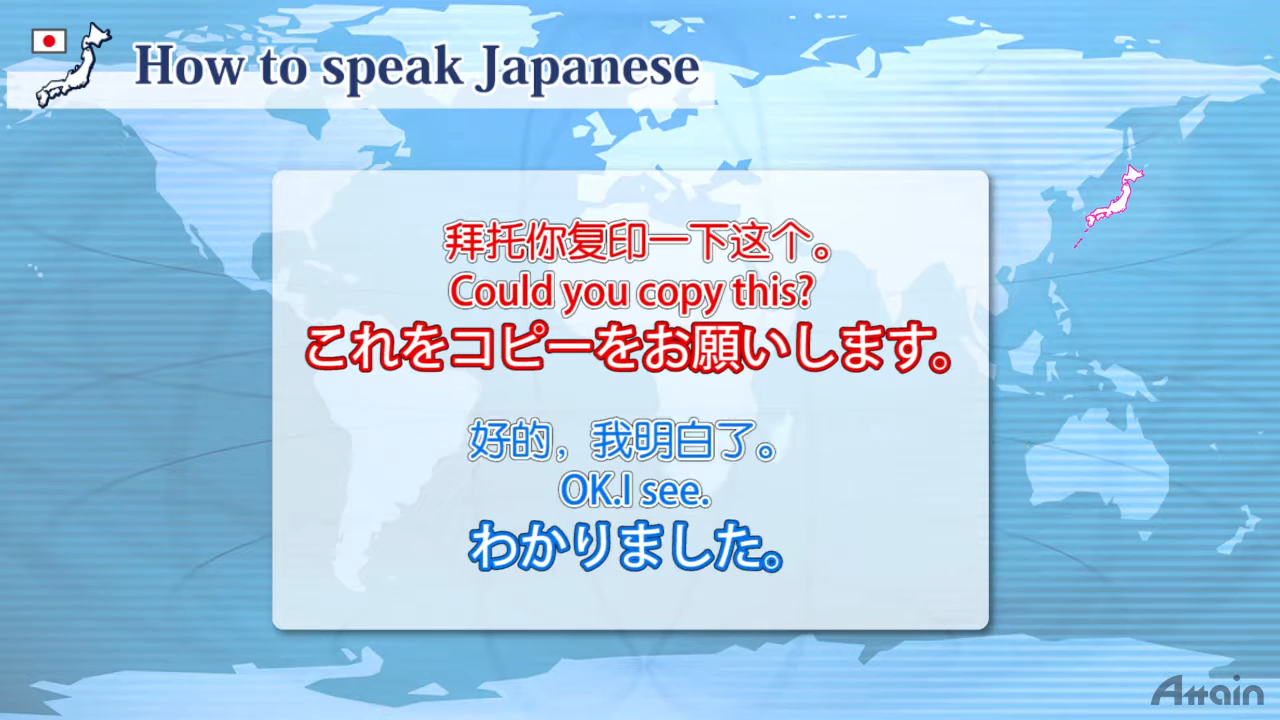 How to speak Japanese
拜托你复印一下这个。
Could you copy this?
これをコピーをお願いします。
好的，我明白了。
OK.I see.
わかりました。
Attain